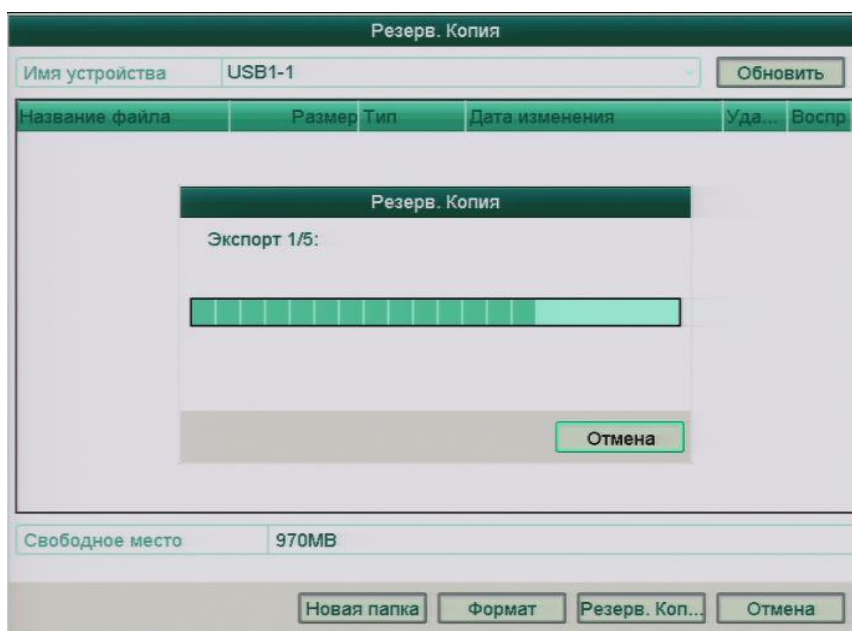 Резерв. Копия
Имя устройства USB1-1 Обновить
Название файла Размер Тип Дата изменения Уда... Воспр
Резерв. Копия
Экспорт 1/5:
Отмена
Свободное место 970MB
Новая папка Формат Резерв. Коп... Отмена